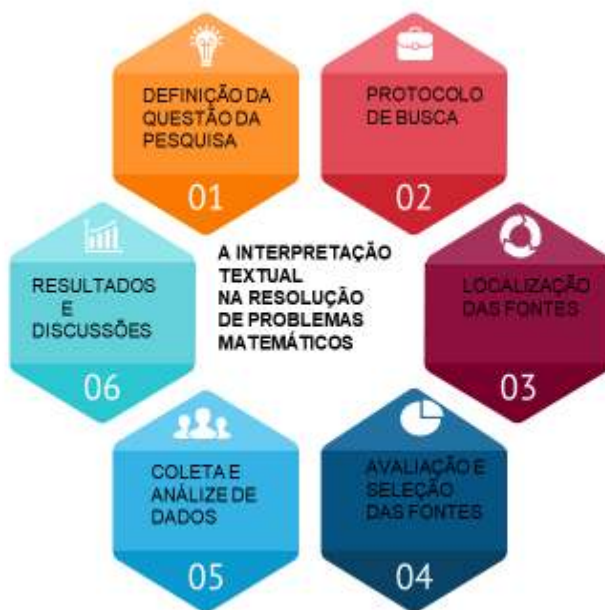 DEFINIÇÃO DA
QUESTÃO DA
PESQUISA
01
PROTOCOLO
DE BUSCA
02
A INTERPRETAÇÃO
TEXTUAL
NA RESOLUÇÃO
DE PROBLEMAS
MATEMÁTICOS
LOCALIZAÇÃO
DAS FONTES
03
AVALIAÇÃO E
SELEÇÃO
DAS FONTES
04
COLETA E
ANÁLIZE DE
DADOS
05
RESULTADOS
E
DISCUSSÕES
06